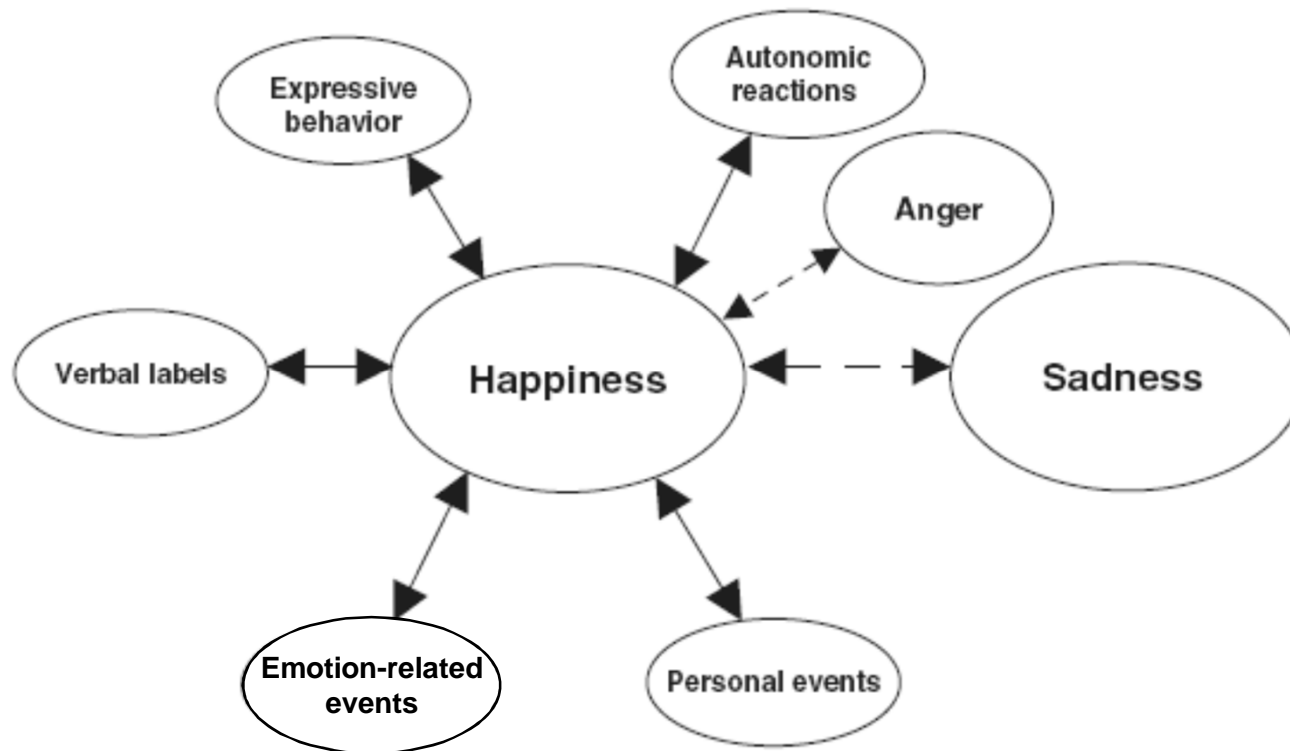 Expressive
behavior
Autonomic
reactions
Anger
Verbal labels
Happiness
Sadness
Emotion-related
events
Personal events